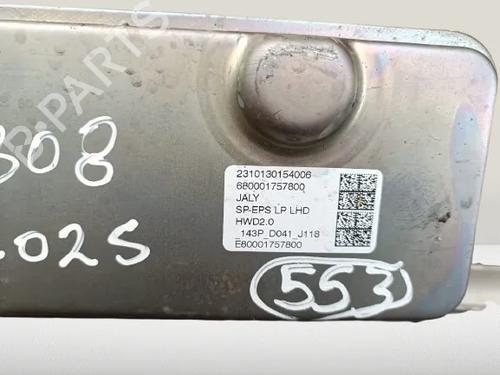 B-PARTS
308
2025
2310130154006
680001757800
JALY
SP-EPS LP LHD
HWD2.0
_143P_D041_J118
E80001757800
553